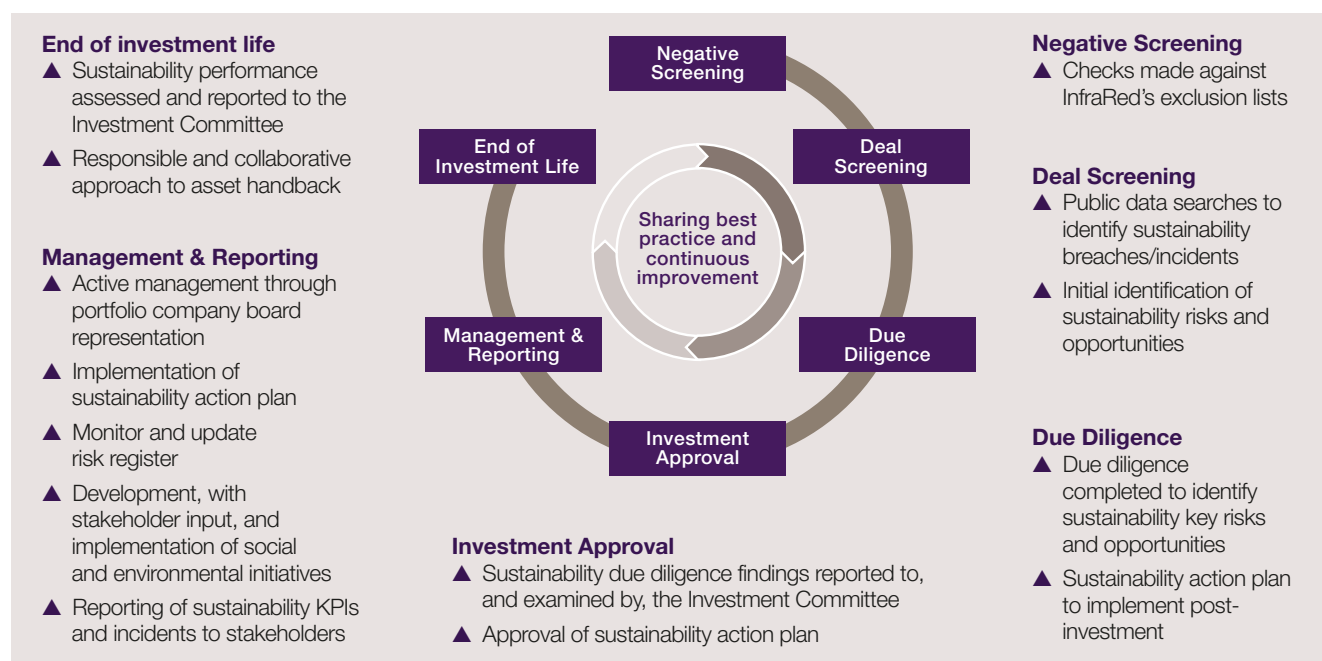 End of investment life
▲ Sustainability performance
assessed and reported to the
Investment Committee
▲ Responsible and collaborative
approach to asset handback
Management & Reporting
▲ Active management through
portfolio company board
representation
▲ Implementation of
sustainability action plan
▲ Monitor and update
risk register
▲ Development, with
stakeholder input, and
implementation of social
and environmental initiatives
▲ Reporting of sustainability KPIs
and incidents to stakeholders
Negative
Screening
Deal
Screening
Due
Diligence
Investment
Approval
Management &
Reporting
End of
Investment Life
Sharing best
practice and
continuous
improvement
Investment Approval
▲ Sustainability due diligence findings reported to,
and examined by, the Investment Committee
▲ Approval of sustainability action plan
Negative Screening
▲ Checks made against
InfraRed’s exclusion lists
Deal Screening
▲ Public data searches to
identify sustainability
breaches/incidents
▲ Initial identification of
sustainability risks and
opportunities
Due Diligence
▲ Due diligence
completed to identify
sustainability key risks
and opportunities
▲ Sustainability action plan
to implement post-
investment